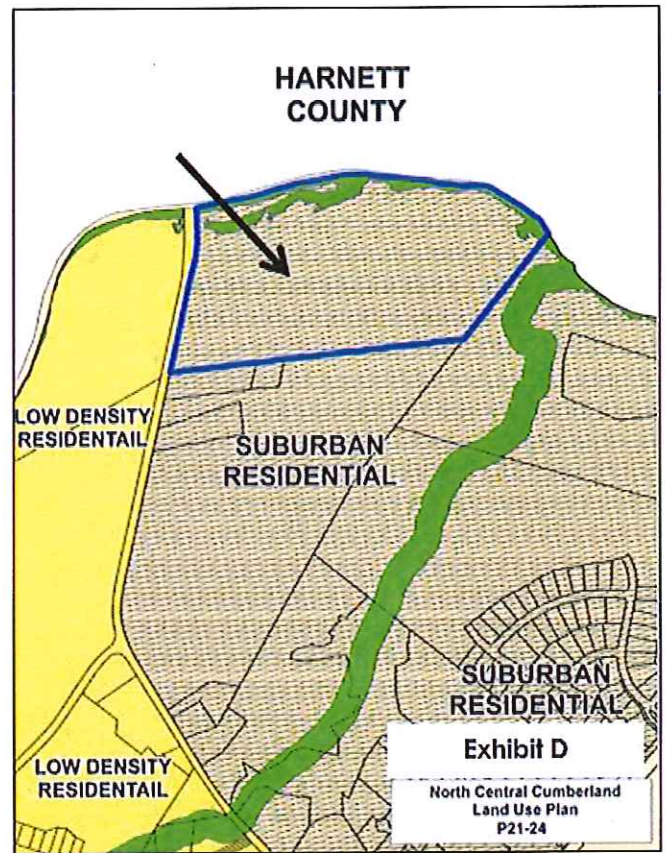 HARNETT
COUNTY
LOW DENSITY
RESIDENTAIL
SUBURBAN
RESIDENTIAL
SUBURBAN
RESIDENTIAL
LOW DENSITY
RESIDENTAIL
Exhibit D
North Central Cumberland
Land Use Plan
P21-24